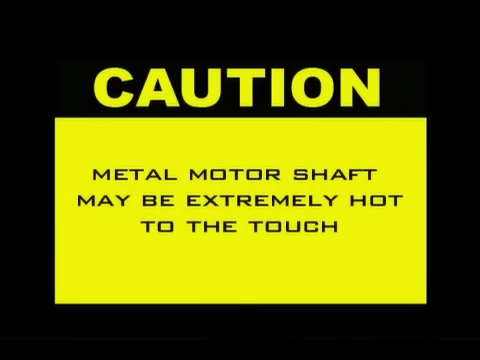 CAUTION
METAL MOTOR SHAFT
MAY BE EXTREMELY HOT
TO THE TOUCH